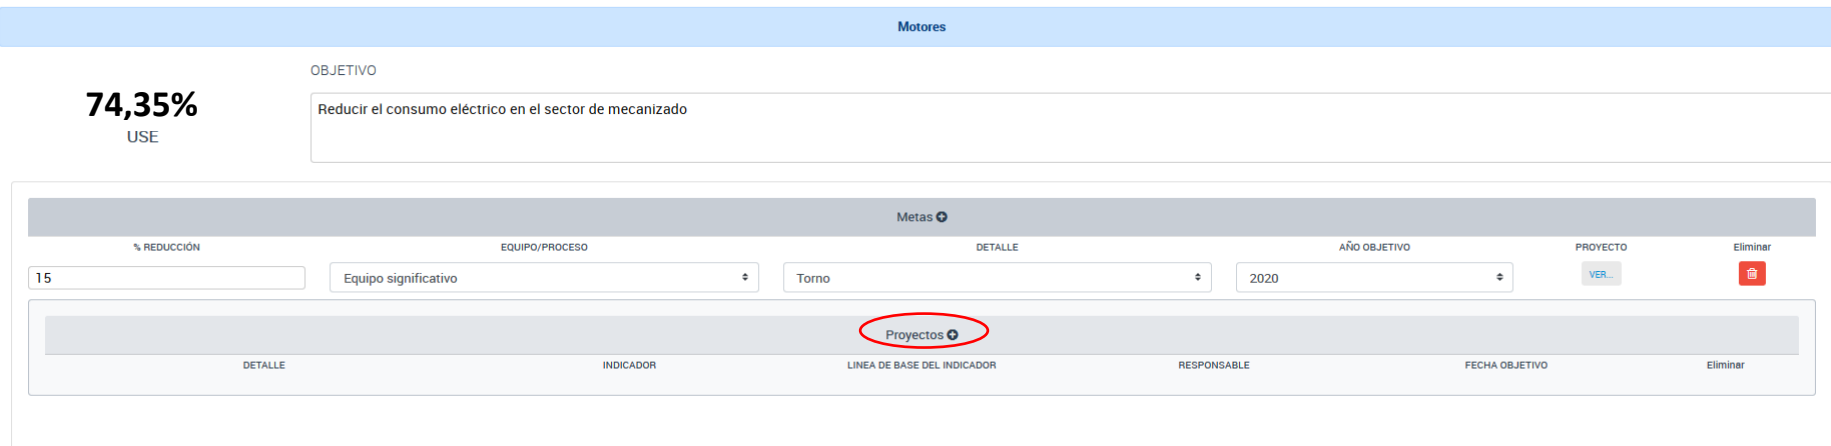 Motores
OBJETIVO
74,35%
USE
Reducir el consumo eléctrico en el sector de mecanizado
Metas
% REDUCCIÓN EQUIPO/PROCESO DETALLE AÑO OBJETIVO PROYECTO Eliminar
15 Equipo significativo Torno 2020 VER...
Proyectos
DETALLE INDICADOR LINEA DE BASE DEL INDICADOR RESPONSABLE FECHA OBJETIVO Eliminar